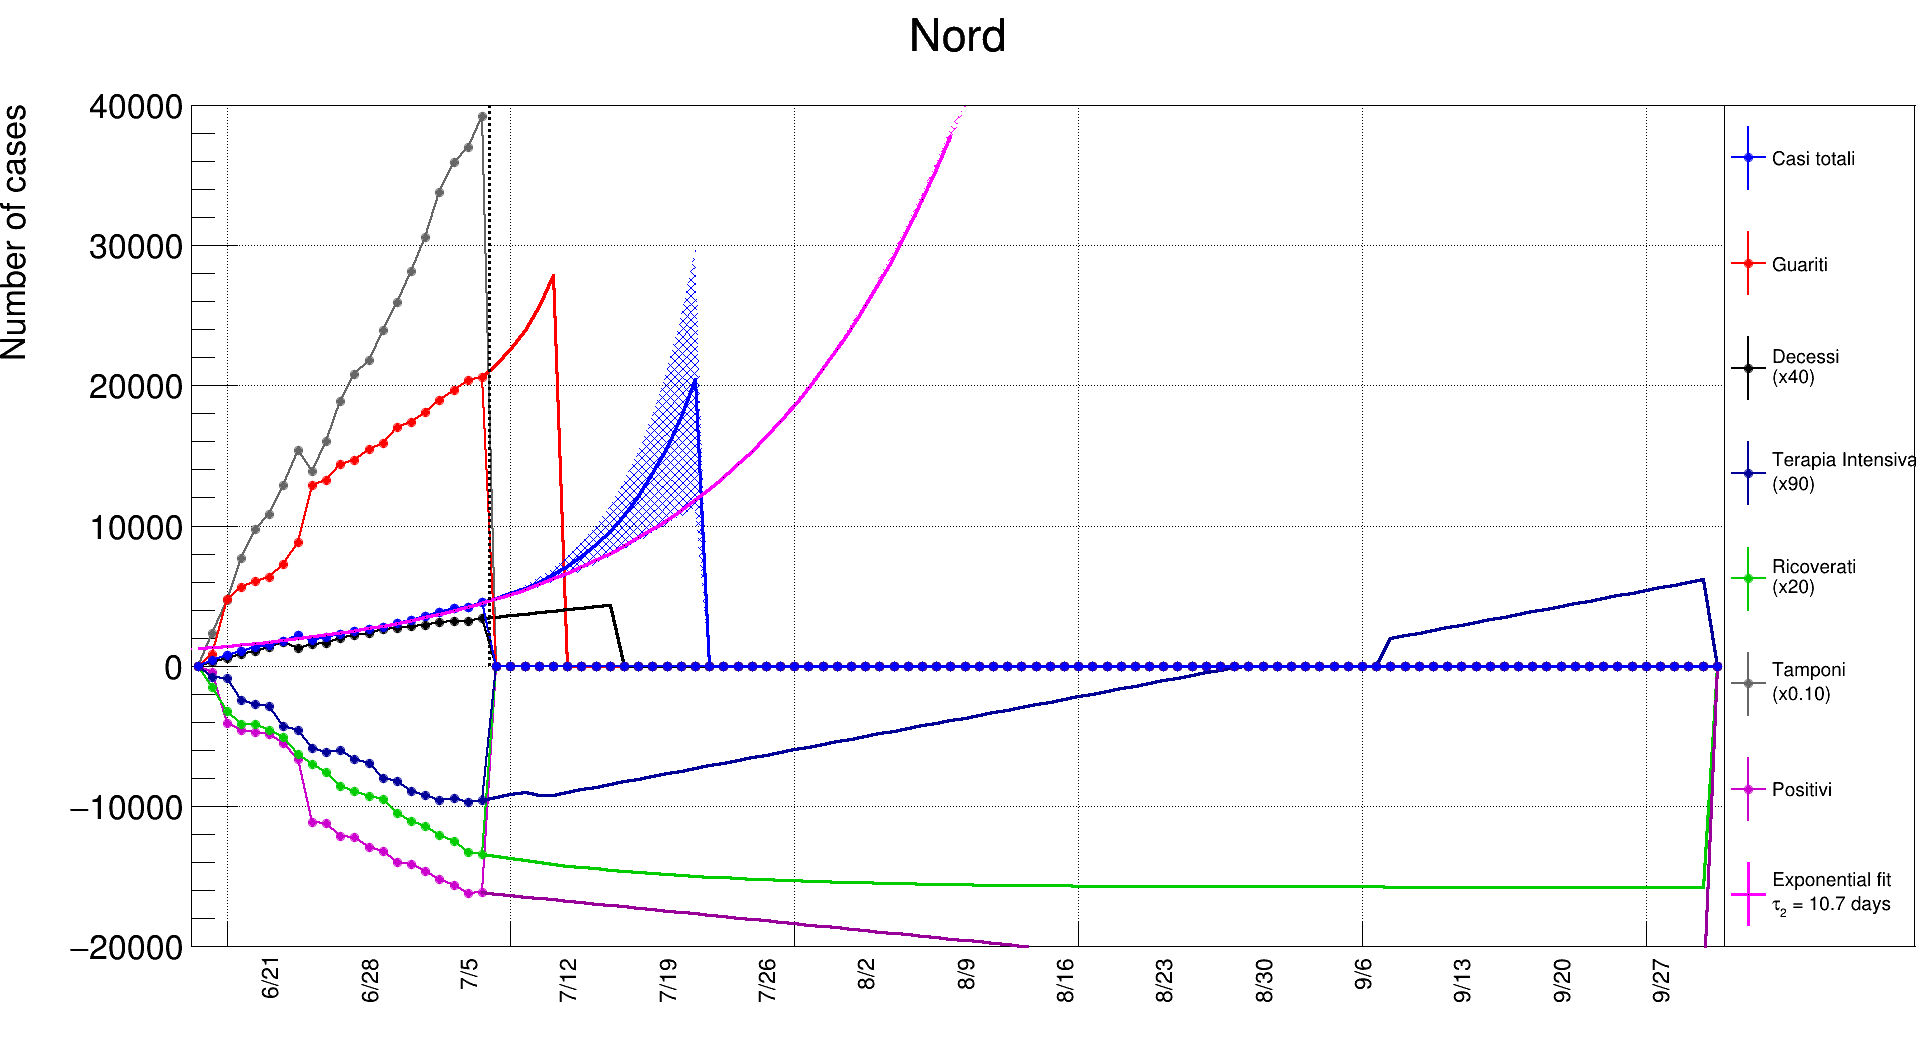 Nord
Number of cases
40000
30000
20000
10000
0
−10000
−20000
6/21
6/28
7/5
7/12
7/19
7/26
8/2
8/9
8/16
8/23
8/30
9/6
9/13
9/20
9/27
Casi totali
Guariti
Decessi
(x40)
Terapia Intensiva
(x90)
Ricoverati
(x20)
Tamponi
(x0.10)
Positivi
Exponential fit
τ2 = 10.7 days